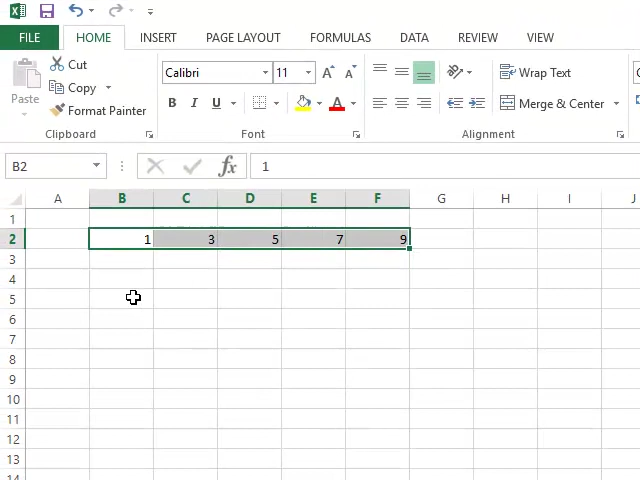 FILE HOME INSERT PAGE LAYOUT FORMULAS DATA REVIEW VIEW
Cut
Calibri 11 A A Wrap Text
Paste Copy
Format Painter B I U A Merge & Center
Clipboard Font Alignment
B2 fx 1
A B C D E F G H I J
1
2 1 3 5 7 9
3
4
5
6
7
8
9
10
11
12
13
14